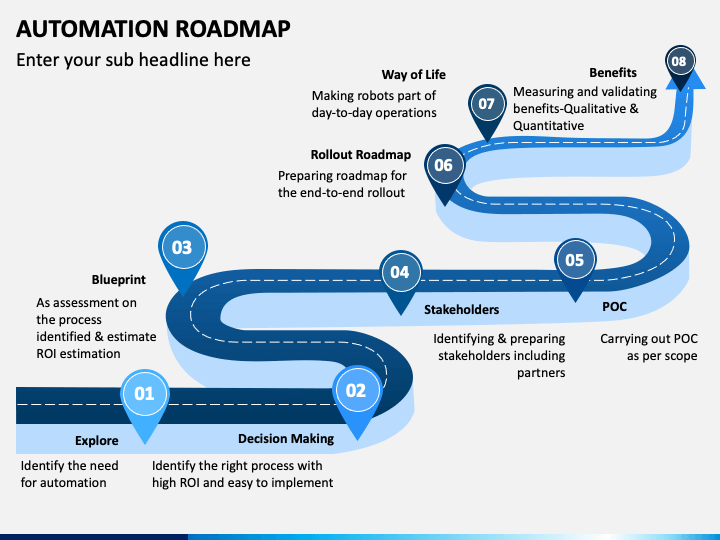 AUTOMATION ROADMAP
Enter your sub headline here
01
Explore
Identify the need
for automation
02
Decision Making
Identify the right process with
high ROI and easy to implement
03
Blueprint
As assessment on
the process
identified & estimate
ROI estimation
04
Stakeholders
Identifying & preparing
stakeholders including
partners
05
POC
Carrying out POC
as per scope
06
Rollout Roadmap
Preparing roadmap for
the end-to-end rollout
07
Way of Life
Making robots part of
day-to-day operations
08
Benefits
Measuring and validating
benefits-Qualitative &
Quantitative